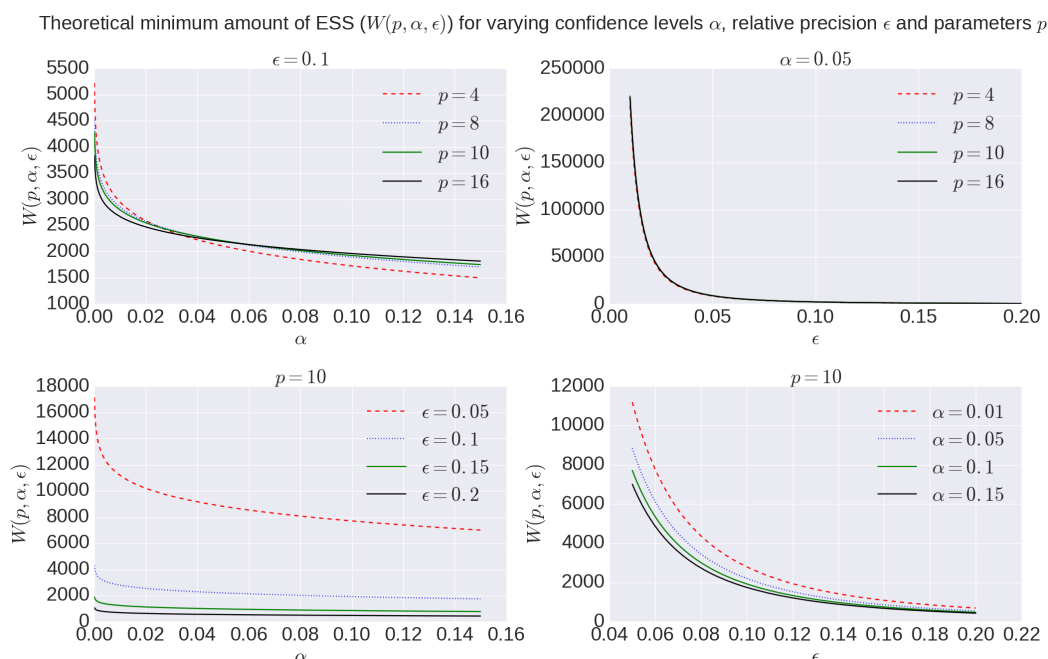 Theoretical minimum amount of ESS (W(p, α, ϵ)) for varying confidence levels α, relative precision ϵ and parameters p
ϵ = 0.1
5500
5000
4500
4000
3500
3000
2500
2000
1500
1000
W(p, α, ϵ)
p = 4
p = 8
p = 10
p = 16
0.00 0.02 0.04 0.06 0.08 0.10 0.12 0.14 0.16
α
α = 0.05
250000
200000
150000
100000
50000
0
W(p, α, ϵ)
p = 4
p = 8
p = 10
p = 16
0.00 0.05 0.10 0.15 0.20
ϵ
p = 10
18000
16000
14000
12000
10000
8000
6000
4000
2000
0
W(p, α, ϵ)
ϵ = 0.05
ϵ = 0.1
ϵ = 0.15
ϵ = 0.2
0.00 0.02 0.04 0.06 0.08 0.10 0.12 0.14 0.16
α
p = 10
12000
10000
8000
6000
4000
2000
0
W(p, α, ϵ)
α = 0.01
α = 0.05
α = 0.1
α = 0.15
0.04 0.06 0.08 0.10 0.12 0.14 0.16 0.18 0.20 0.22
ϵ